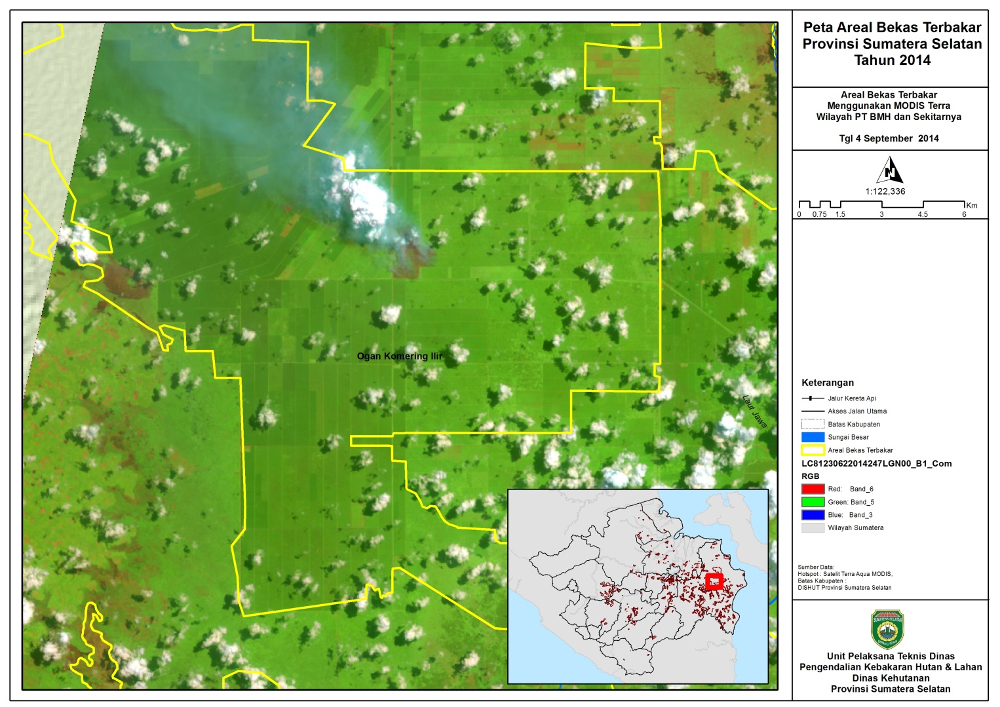 Peta Areal Bekas Terbakar
Provinsi Sumatera Selatan
Tahun 2014
Areal Bekas Terbakar
Menggunakan MODIS Terra
Wilayah PT BMH dan Sekitarnya
Tgl 4 September 2014
N
1:122,336
Km
0 0.75 1.5 3 4.5 6
Ogan Komering Ilir
Laut Jawa
Keterangan
Jalur Kereta Api
Akses Jalan Utama
Batas Kabupaten
Sungai Besar
Areal Bekas Terbakar
LC81230622014247LGN00_B1_Com
RGB
Red: Band_6
Green: Band_5
Blue: Band_3
Wilayah Sumatera
Sumber Data:
Hotspot : Satelit Terra Aqua MODIS,
Batas Kabupaten :
DISHUT Provinsi Sumatera Selatan
SUMATERA SELATAN
Unit Pelaksana Teknis Dinas
Pengendalian Kebakaran Hutan & Lahan
Dinas Kehutanan
Provinsi Sumatera Selatan